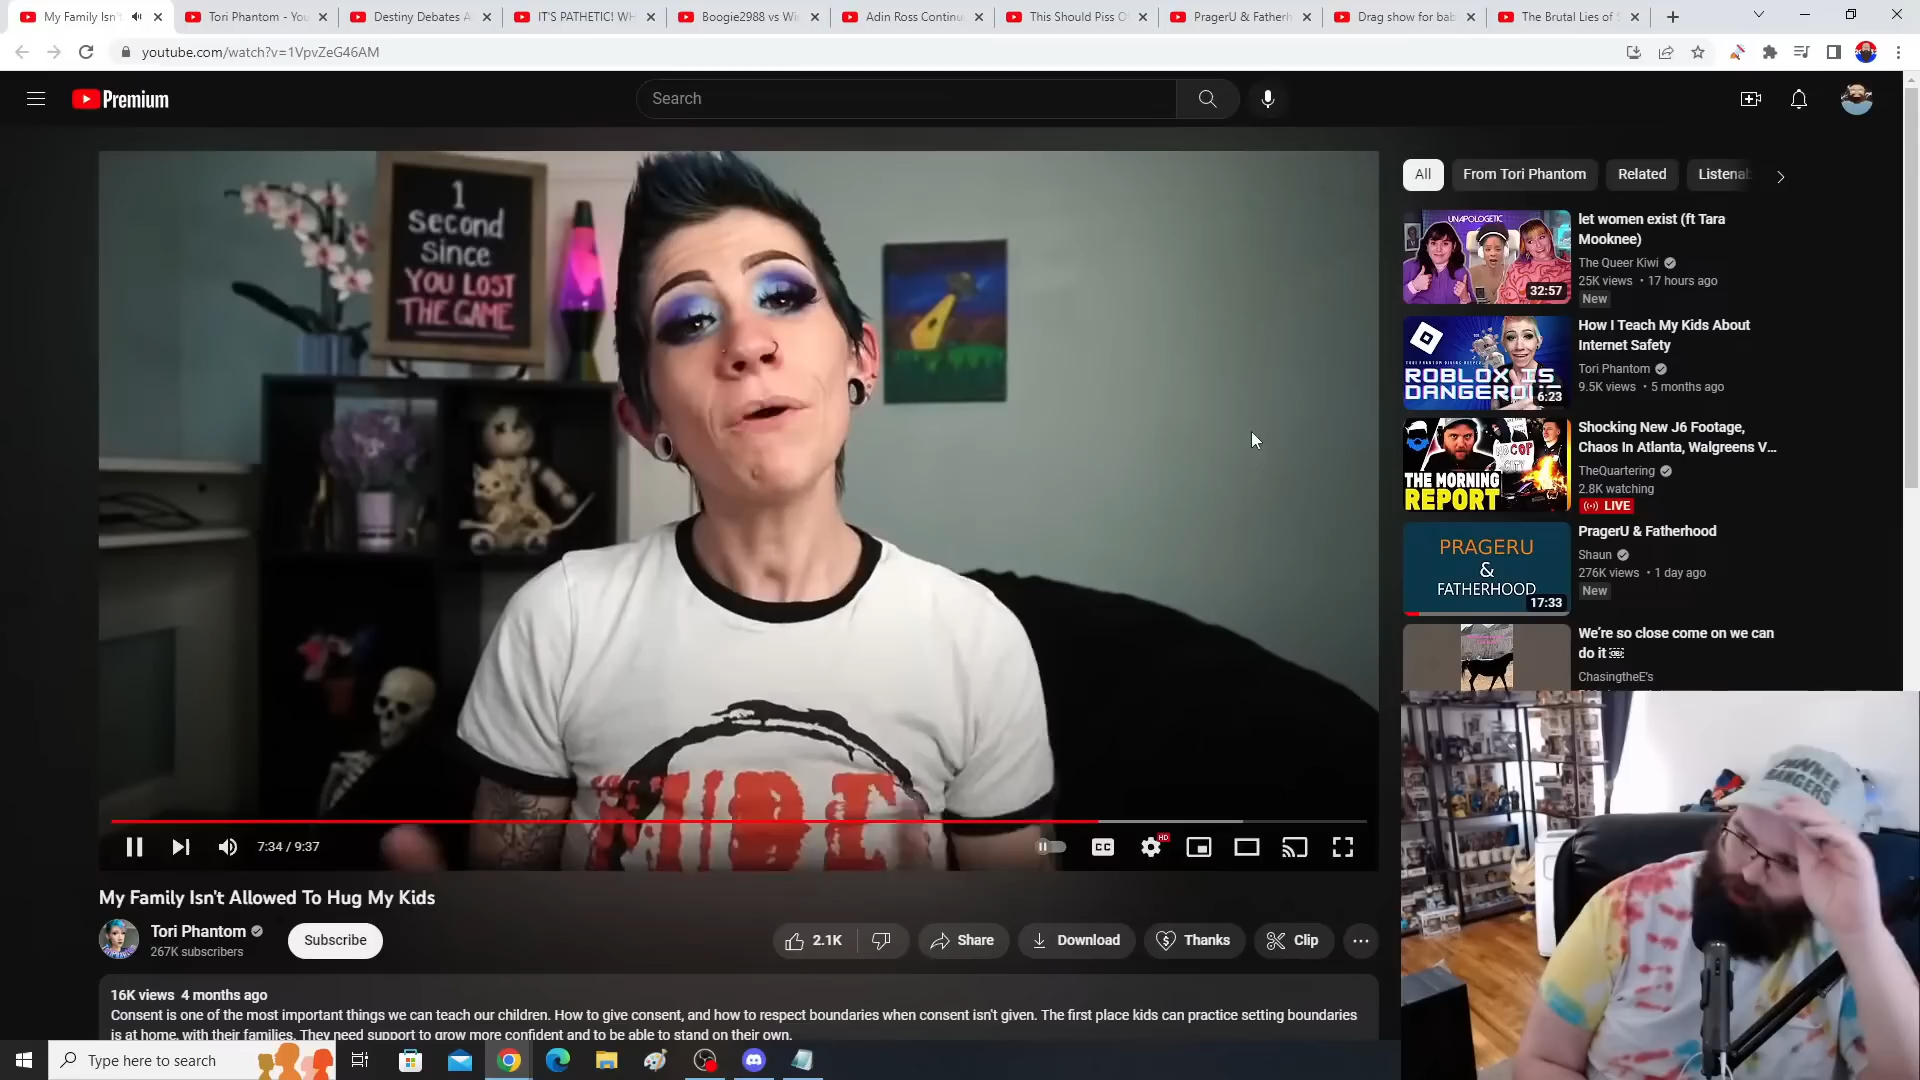 My Family Isn'
Tori Phantom - You
Destiny Debates A
IT'S PATHETIC! WH
Boogie2988 vs Wi
Adin Ross Continu
This Should Piss O
PragerU & Fatherh
Drag show for bab
The Brutal Lies of
youtube.com/watch?v=1VpvZeG46AM
Premium
Search
1
second
since
YOU LOST
THE GAME
All
From Tori Phantom
Related
Listenab
UNAPOLOGETIC
32:57
let women exist (ft Tara
Mooknee)
The Queer Kiwi
25K views • 17 hours ago
New
ROBLOX IS
DANGERO
6:23
How I Teach My Kids About
Internet Safety
Tori Phantom
9.5K views • 5 months ago
COP
CITY
THE MORNING
REPORT
Shocking New J6 Footage,
Chaos In Atlanta, Walgreens V...
TheQuartering
2.8K watching
LIVE
PRAGERU
&
FATHERHOOD
17:33
PragerU & Fatherhood
Shaun
276K views • 1 day ago
New
We're so close come on we can
do it
ChasingtheE's
7:34 / 9:37
CC
HD
My Family Isn't Allowed To Hug My Kids
Tori Phantom
267K subscribers
Subscribe
2.1K
Share
Download
Thanks
Clip
16K views 4 months ago
Consent is one of the most important things we can teach our children. How to give consent, and how to respect boundaries when consent isn't given. The first place kids can practice setting boundaries
is at home, with their families. They need support to grow more confident and to be able to stand on their own.
PAWNEE
RANGERS
Type here to search